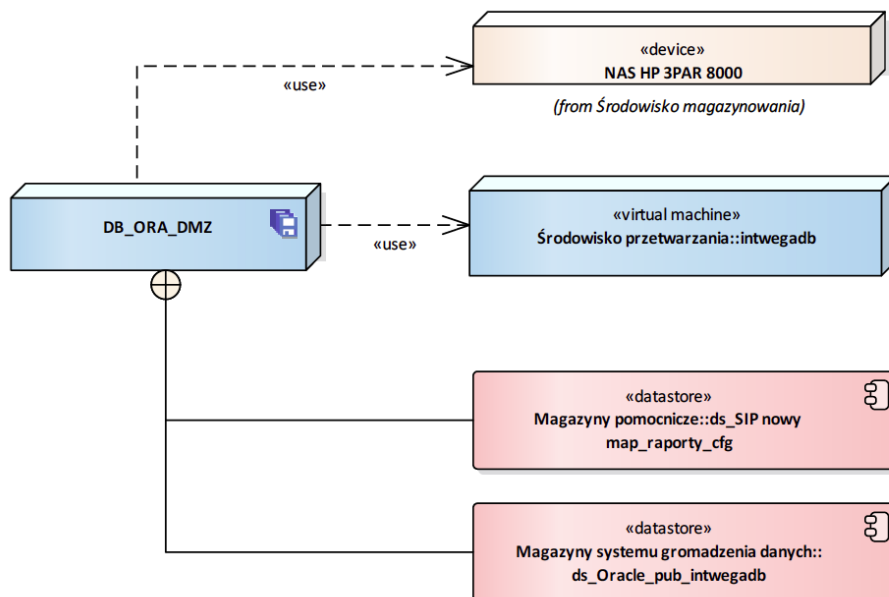 «device»
NAS HP 3PAR 8000
«use»
(from Środowisko magazynowania)
DB_ORA_DMZ
«virtual machine»
Środowisko przetwarzania::intwegadb
«use»
«datastore»
Magazyny pomocnicze::ds_SIP nowy
map_raporty_cfg
«datastore»
Magazyny systemu gromadzenia danych::
ds_Oracle_pub_intwegadb